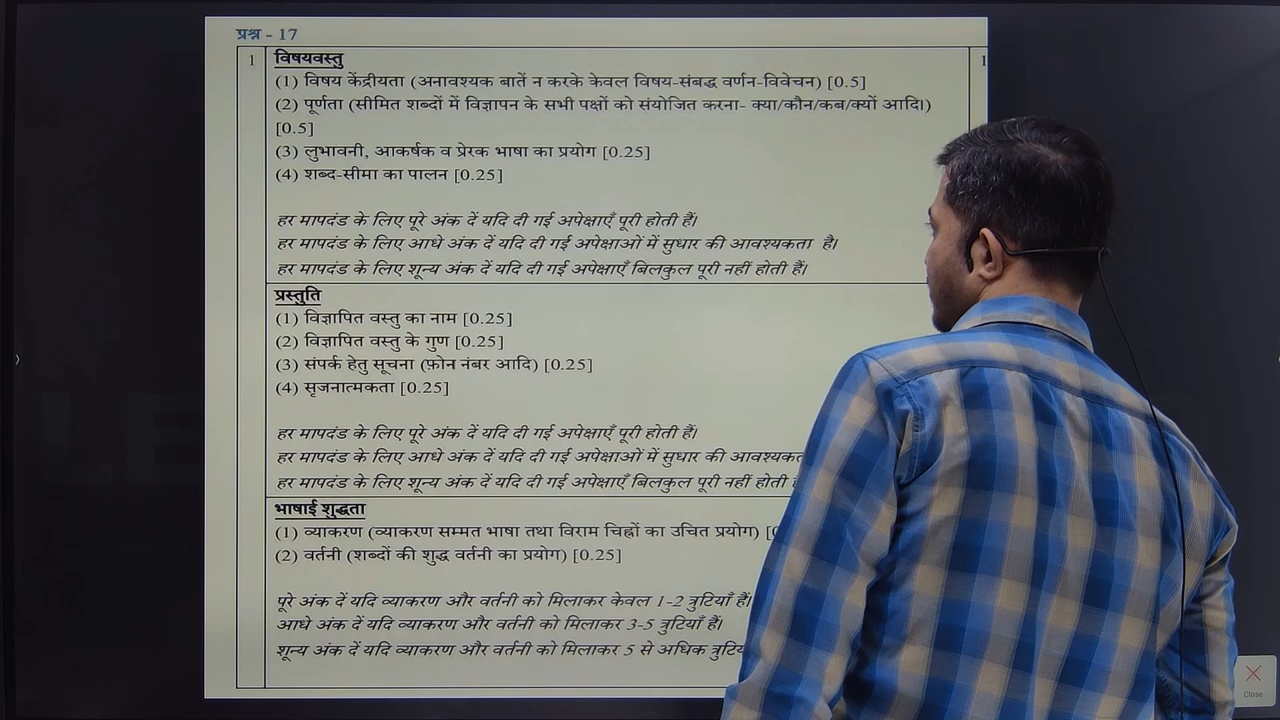 प्रश्न - 17
1 विषयवस्तु 1
(1) विषय केंद्रीयता (अनावश्यक बातें न करके केवल विषय-संबद्ध वर्णन-विवेचन) [0.5]
(2) पूर्णता (सीमित शब्दों में विज्ञापन के सभी पक्षों को संयोजित करना- क्या/कौन/कब/क्यों आदि।)
[0.5]
(3) लुभावनी, आकर्षक व प्रेरक भाषा का प्रयोग [0.25]
(4) शब्द-सीमा का पालन [0.25]
हर मापदंड के लिए पूरे अंक दें यदि दी गई अपेक्षाएँ पूरी होती हैं।
हर मापदंड के लिए आधे अंक दें यदि दी गई अपेक्षाओं में सुधार की आवश्यकता है।
हर मापदंड के लिए शून्य अंक दें यदि दी गई अपेक्षाएँ बिलकुल पूरी नहीं होती हैं।
प्रस्तुति
(1) विज्ञापित वस्तु का नाम [0.25]
(2) विज्ञापित वस्तु के गुण [0.25]
(3) संपर्क हेतु सूचना (फ़ोन नंबर आदि) [0.25]
(4) सृजनात्मकता [0.25]
हर मापदंड के लिए पूरे अंक दें यदि दी गई अपेक्षाएँ पूरी होती हैं।
हर मापदंड के लिए आधे अंक दें यदि दी गई अपेक्षाओं में सुधार की
हर मापदंड के लिए शून्य अंक दें यदि दी गई अपेक्षाएँ बिलकुल पूरी नहीं होती
भाषाई शुद्धता
(1) व्याकरण (व्याकरण सम्मत भाषा तथा विराम चिह्नों का उचित प्रयोग)
(2) वर्तनी (शब्दों की शुद्ध वर्तनी का प्रयोग) [0.25]
पूरे अंक दें यदि व्याकरण और वर्तनी को मिलाकर केवल 1-2 त्रुटियाँ हैं।
आधे अंक दें यदि व्याकरण और वर्तनी को मिलाकर 3-5 त्रुटियाँ हैं।
शून्य अंक दें यदि व्याकरण और वर्तनी को मिलाकर 5 से अधिक
Close